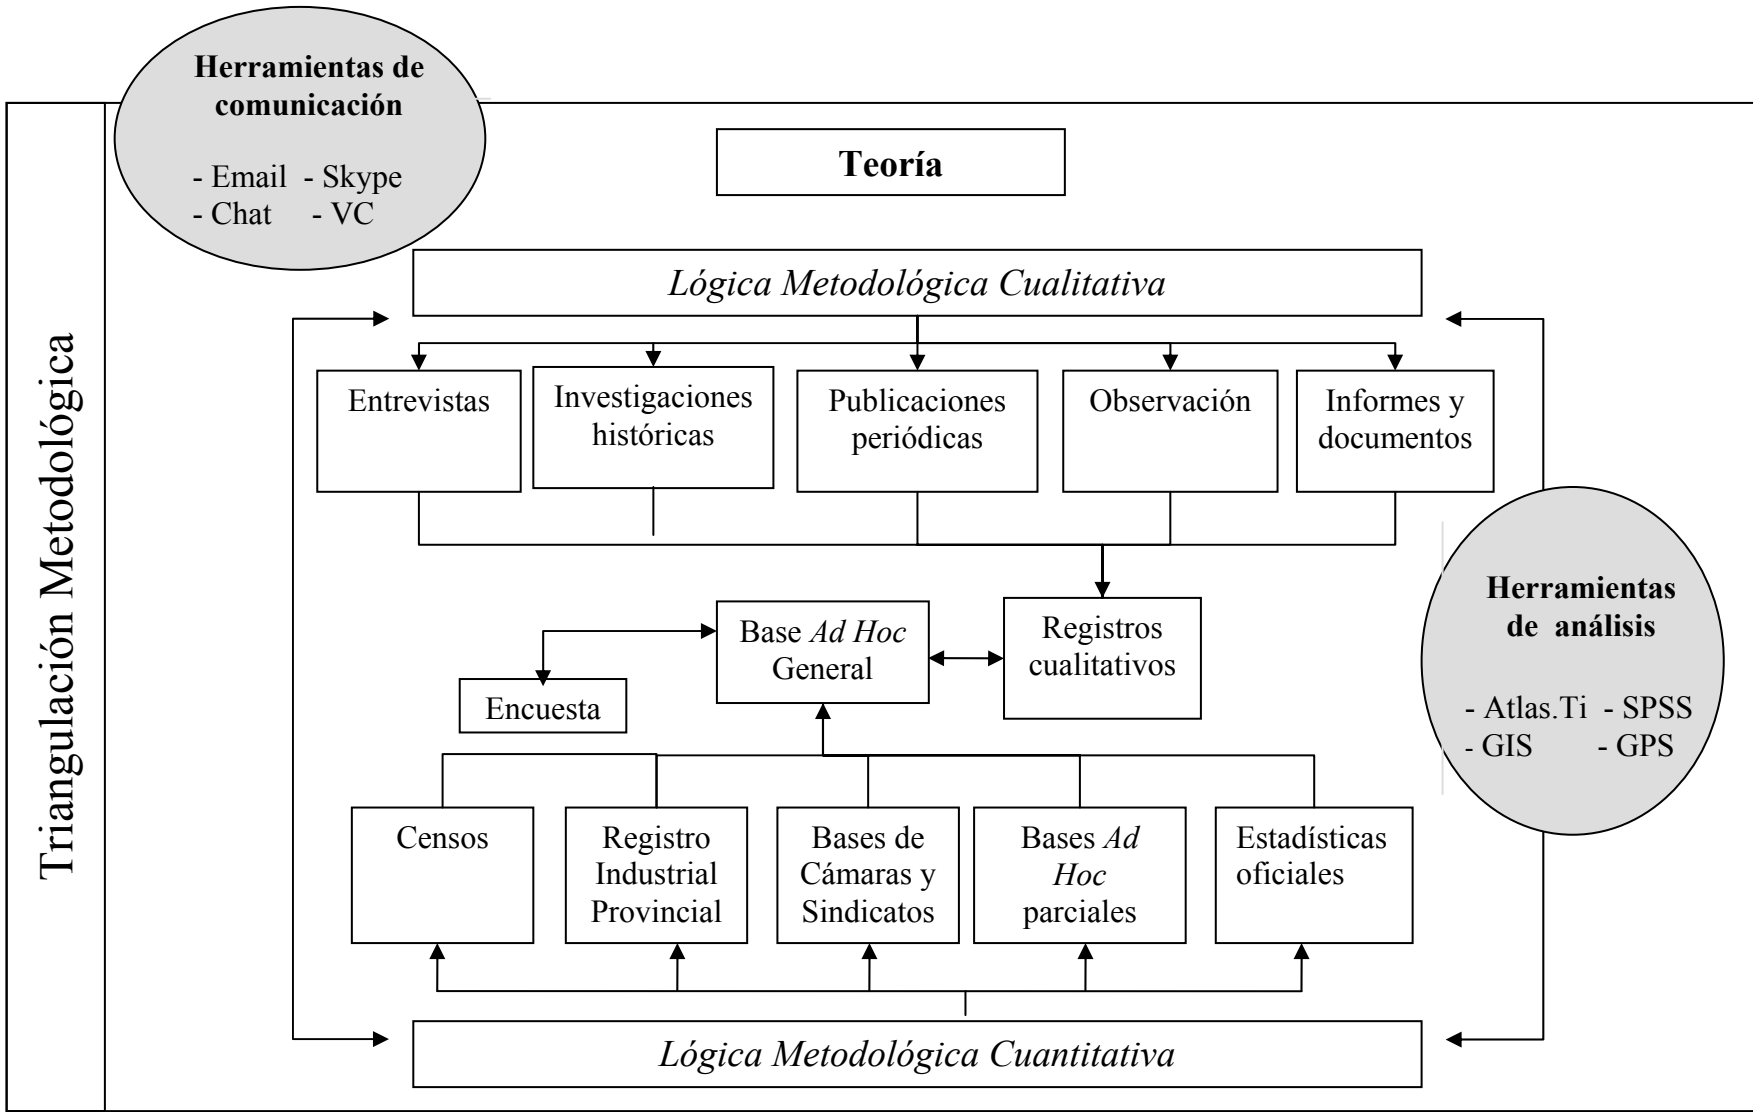 Herramientas de
comunicación
- Email - Skype
- Chat - VC
Teoría
Triangulación Metodológica
Lógica Metodológica Cualitativa
Entrevistas
Investigaciones
históricas
Publicaciones
periódicas
Observación
Informes y
documentos
Herramientas
de análisis
- Atlas.Ti - SPSS
- GIS - GPS
Base Ad Hoc
General
Registros
cualitativos
Encuesta
Censos
Registro
Industrial
Provincial
Bases de
Cámaras y
Sindicatos
Bases Ad
Hoc
parciales
Estadísticas
oficiales
Lógica Metodológica Cuantitativa